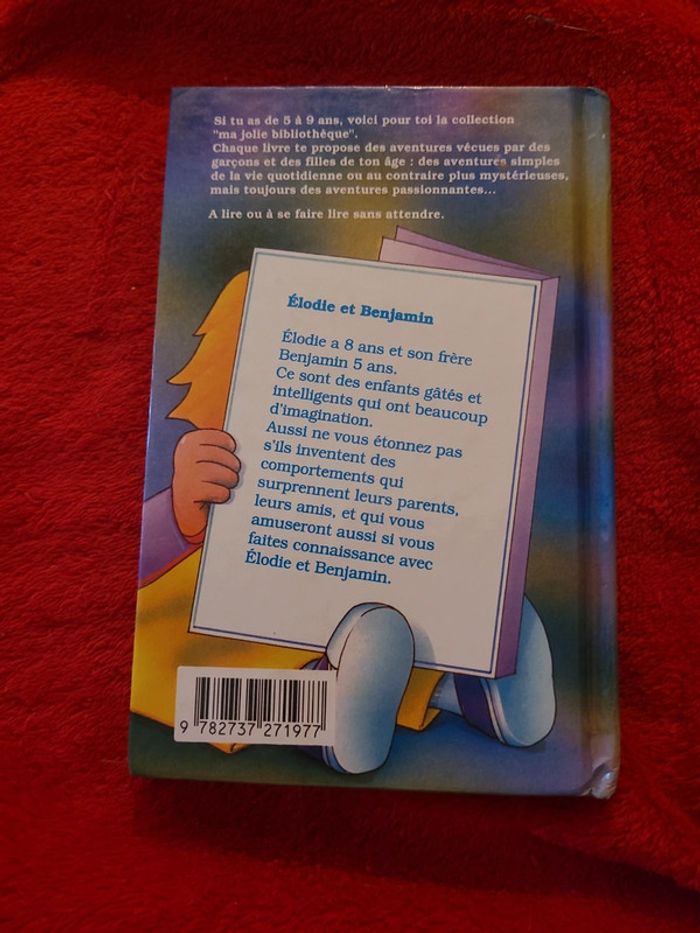 Si tu as de 5 à 9 ans, voici pour toi la collection
"ma jolie bibliothèque".
Chaque livre te propose des aventures vécues par des
garçons et des filles de ton âge : des aventures simples
de la vie quotidienne ou au contraire plus mystérieuses,
mais toujours des aventures passionnantes...
A lire ou à se faire lire sans attendre.
Élodie et Benjamin
Élodie a 8 ans et son frère
Benjamin 5 ans.
Ce sont des enfants gâtés et
intelligents qui ont beaucoup
d'imagination.
Aussi ne vous étonnez pas
s'ils inventent des
comportements qui
surprennent leurs parents,
leurs amis, et qui vous
amuseront aussi si vous
faites connaissance avec
Élodie et Benjamin.
9 782737 271977